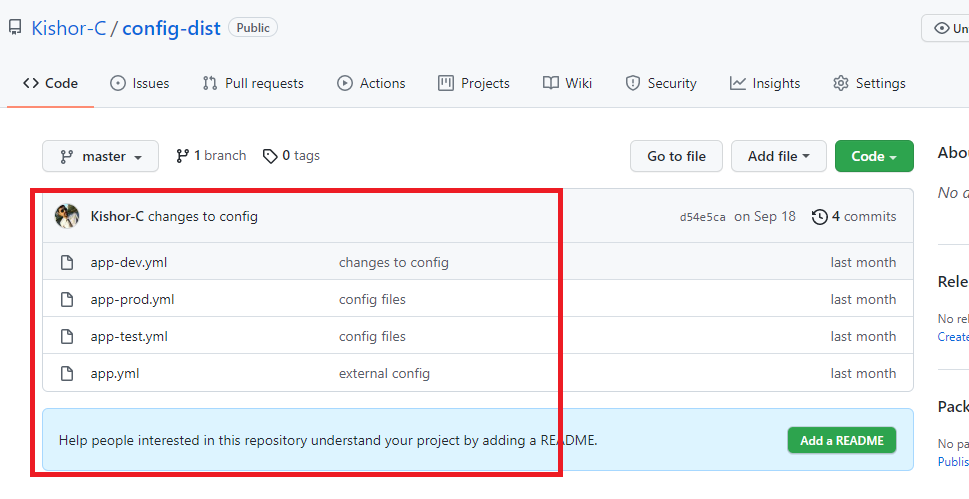 Kishor-C / config-dist Public Un
Code Issues Pull requests Actions Projects Wiki Security Insights Settings
master 1 branch 0 tags Go to file Add file Code Abou
No d
Kishor-C changes to config d54e5ca on Sep 18 4 commits
app-dev.yml changes to config last month
Rele
app-prod.yml config files last month
No rel
app-test.yml config files last month
Create
app.yml external config last month
Pack
Help people interested in this repository understand your project by adding a README. Add a README
No pa
Publis